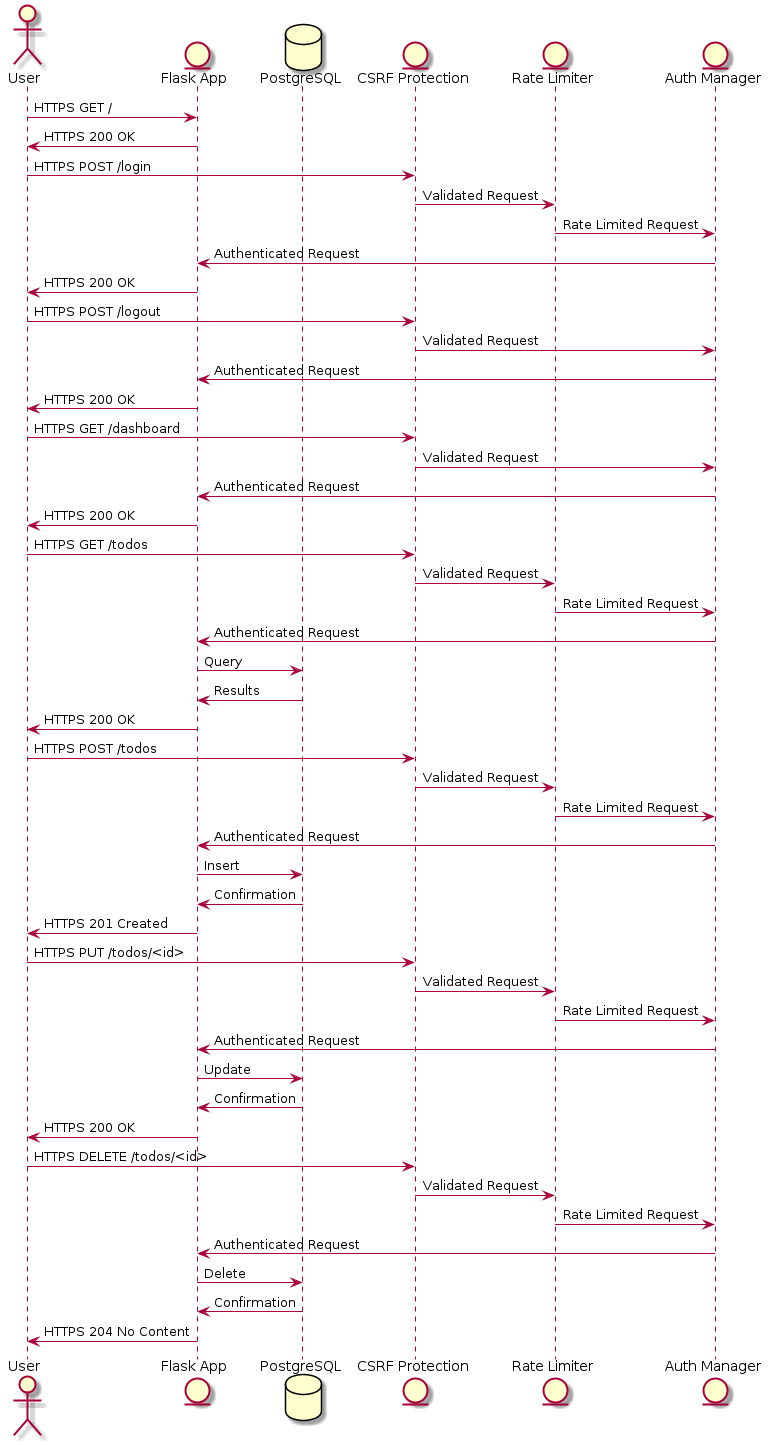 User
Flask App
PostgreSQL
CSRF Protection
Rate Limiter
Auth Manager
HTTPS GET /
HTTPS 200 OK
HTTPS POST /login
Validated Request
Rate Limited Request
Authenticated Request
HTTPS 200 OK
HTTPS POST /logout
Validated Request
Authenticated Request
HTTPS 200 OK
HTTPS GET /dashboard
Validated Request
Authenticated Request
HTTPS 200 OK
HTTPS GET /todos
Validated Request
Rate Limited Request
Authenticated Request
Query
Results
HTTPS 200 OK
HTTPS POST /todos
Validated Request
Rate Limited Request
Authenticated Request
Insert
Confirmation
HTTPS 201 Created
HTTPS PUT /todos/<id>
Validated Request
Rate Limited Request
Authenticated Request
Update
Confirmation
HTTPS 200 OK
HTTPS DELETE /todos/<id>
Validated Request
Rate Limited Request
Authenticated Request
Delete
Confirmation
HTTPS 204 No Content
User
Flask App
PostgreSQL
CSRF Protection
Rate Limiter
Auth Manager